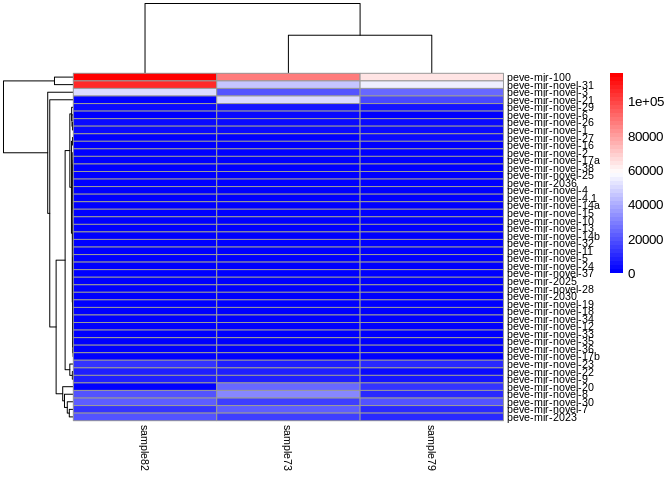 peve-mir-100
peve-mir-novel-31
peve-mir-novel-3
peve-mir-novel-21
peve-mir-novel-29
peve-mir-novel-6
peve-mir-novel-26
peve-mir-novel-1
peve-mir-novel-27
peve-mir-novel-16
peve-mir-novel-2
peve-mir-novel-17a
peve-mir-novel-38
peve-mir-novel-25
peve-mir-2036
peve-mir-novel-4
peve-mir-novel-4.1
peve-mir-novel-14a
peve-mir-novel-15
peve-mir-novel-10
peve-mir-novel-13
peve-mir-novel-14b
peve-mir-novel-32
peve-mir-novel-11
peve-mir-novel-5
peve-mir-novel-24
peve-mir-novel-37
peve-mir-2025
peve-mir-novel-28
peve-mir-2030
peve-mir-novel-19
peve-mir-novel-18
peve-mir-novel-34
peve-mir-novel-12
peve-mir-novel-33
peve-mir-novel-35
peve-mir-novel-36
peve-mir-novel-17b
peve-mir-novel-23
peve-mir-novel-22
peve-mir-novel-9
peve-mir-novel-20
peve-mir-novel-8
peve-mir-novel-30
peve-mir-novel-7
peve-mir-2023
1e+05
80000
60000
40000
20000
0
sample82
sample73
sample79